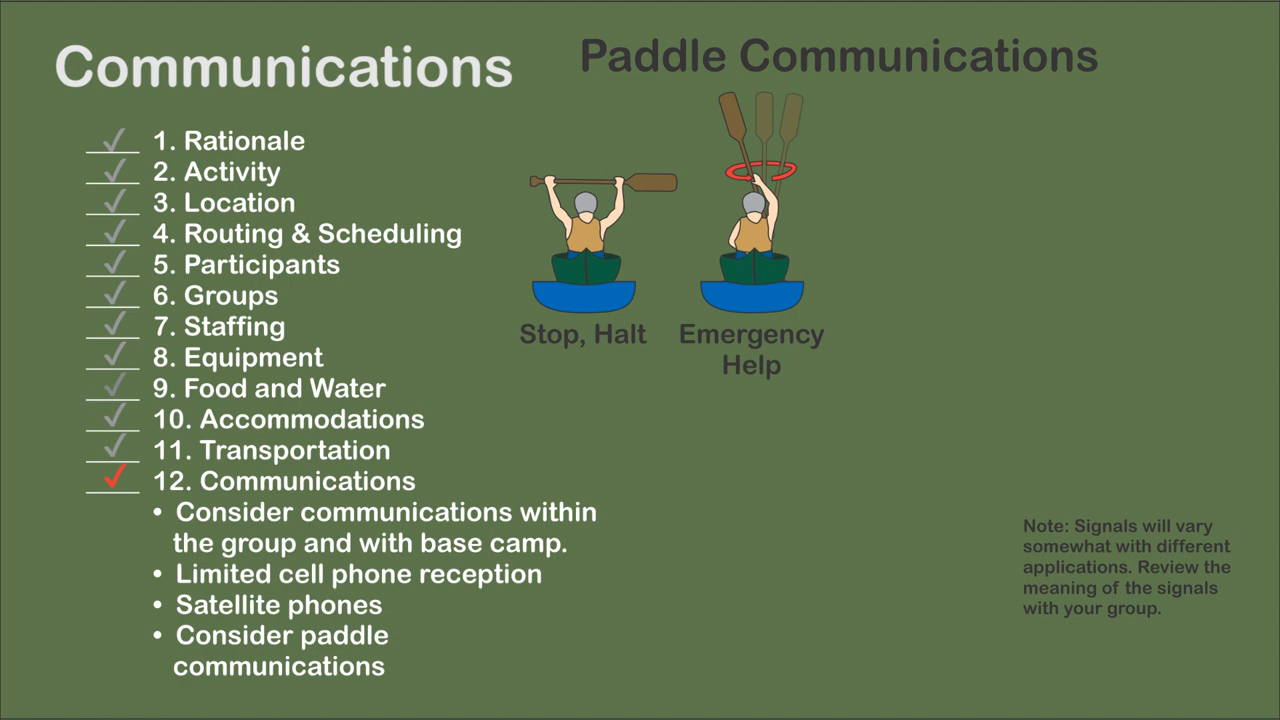 Communications
1. Rationale
2. Activity
3. Location
4. Routing & Scheduling
5. Participants
6. Groups
7. Staffing
8. Equipment
9. Food and Water
10. Accommodations
11. Transportation
12. Communications
• Consider communications within
the group and with base camp.
• Limited cell phone reception
• Satellite phones
• Consider paddle
communications
Paddle Communications
Stop, Halt
Emergency
Help
Note: Signals will vary
somewhat with different
applications. Review the
meaning of the signals
with your group.